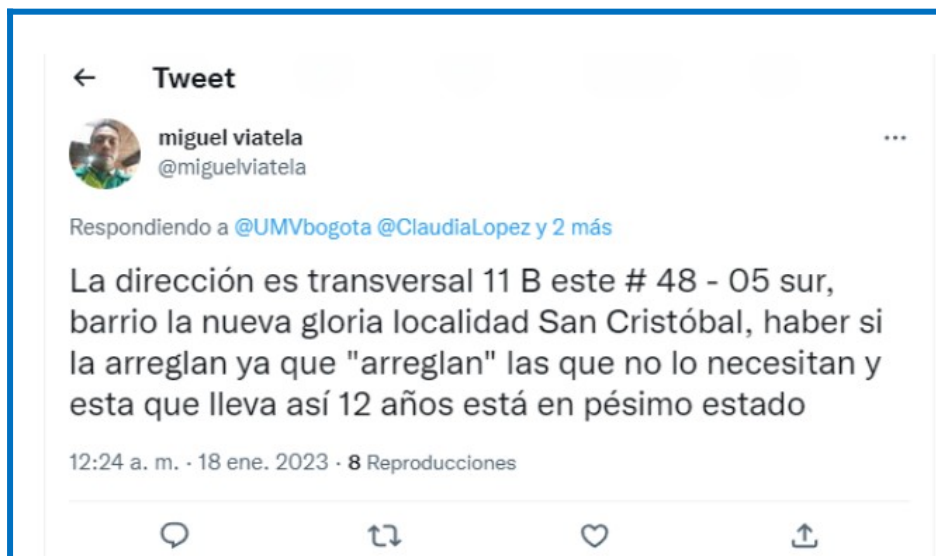 ← Tweet
miguel viatela
...
@miguelviatela
Respondiendo a @UMVbogota @ClaudiaLopez y 2 más
La dirección es transversal 11 B este # 48 - 05 sur,
barrio la nueva gloria localidad San Cristóbal, haber si
la arreglan ya que "arreglan" las que no lo necesitan y
esta que lleva así 12 años está en pésimo estado
12:24 a. m. · 18 ene. 2023 · 8 Reproducciones